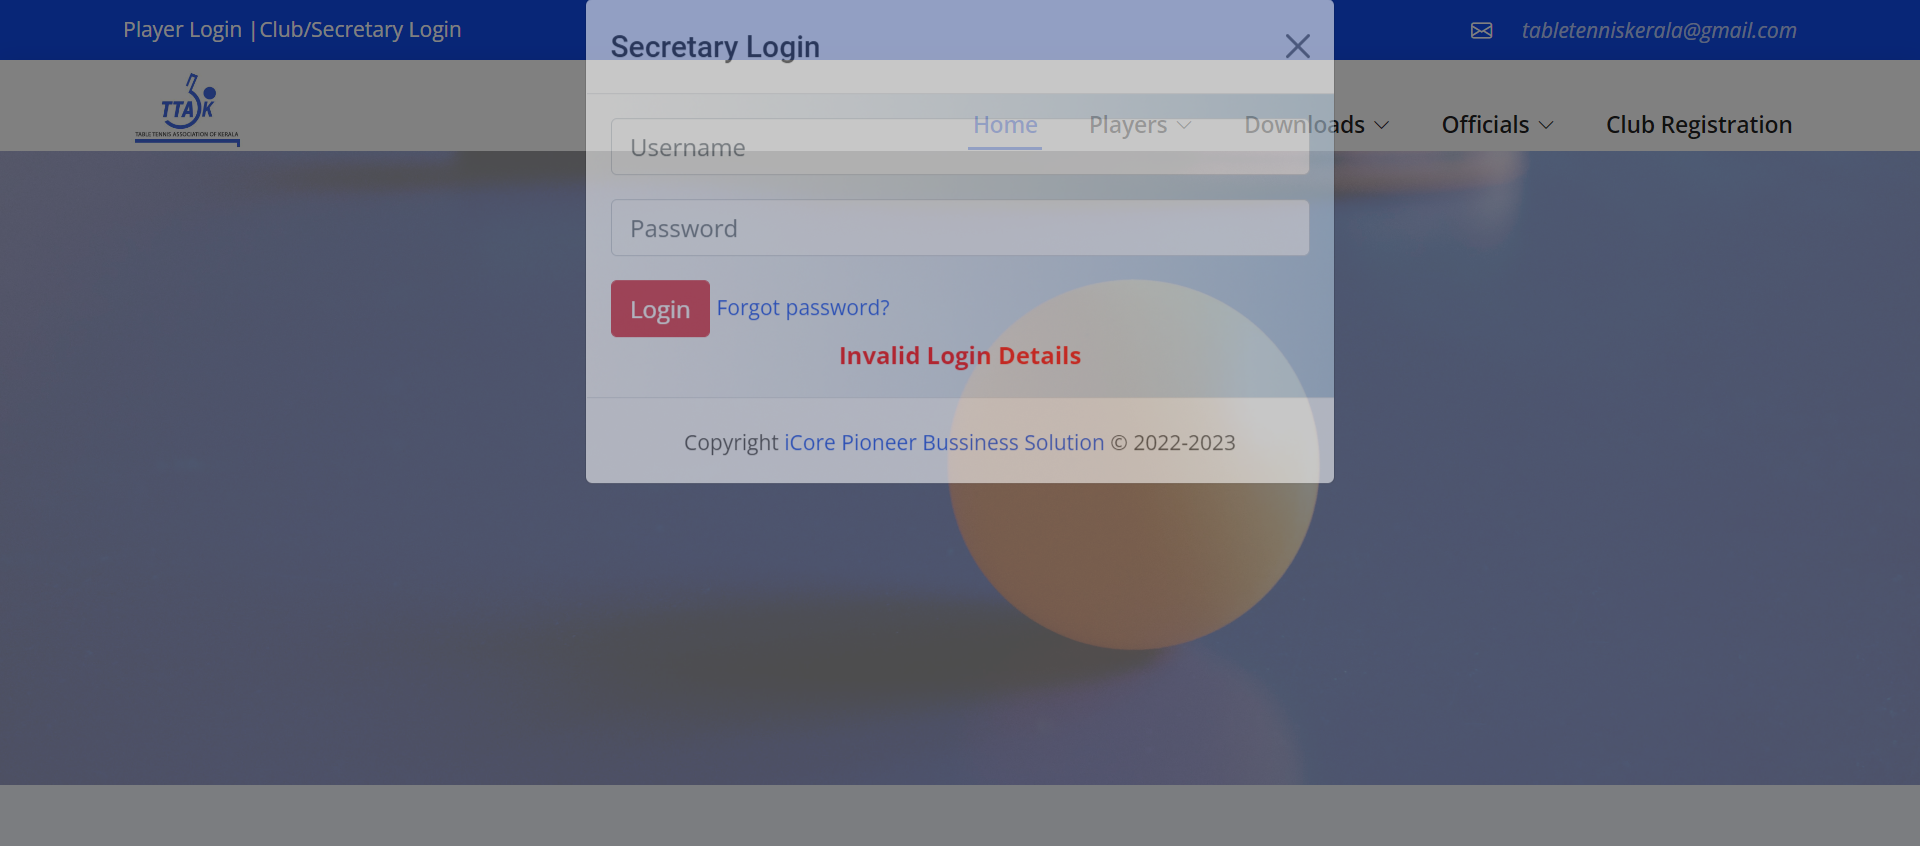 Player Login |Club/Secretary Login
tabletenniskerala@gmail.com
Secretary Login
TTA K
TABLE TENNIS ASSOCIATION OF KERALA
Home
Players
Downloads
Officials
Club Registration
Username
Password
Login
Forgot password?
Invalid Login Details
Copyright iCore Pioneer Bussiness Solution © 2022-2023